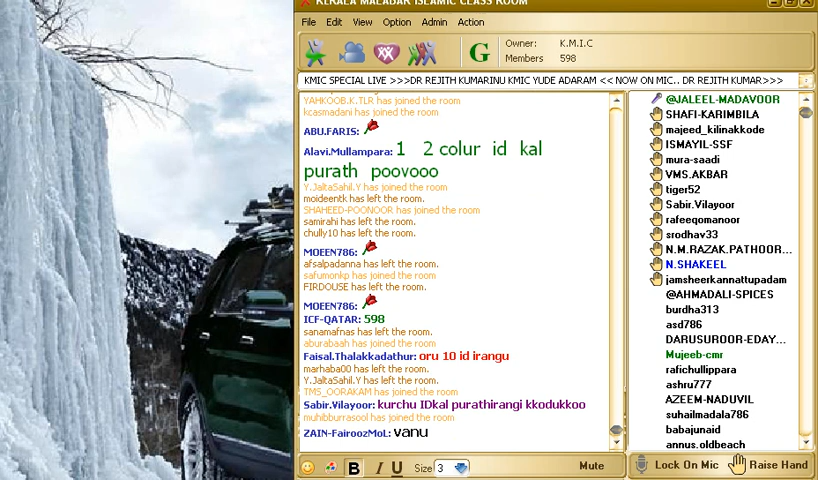 KERALA MALABAR ISLAMIC CLASS ROOM
File Edit View Option Admin Action
G
Owner: K.M.I.C
Members 598
KMIC SPECIAL LIVE >>>DR REJITH KUMARINU KMIC YUDE ADARAM << NOW ON MIC.. DR REJITH KUMAR>>>
YAHKOOB.K.TLR has joined the room
kcasmadani has joined the room
ABU.FARIS:
Alavi.Mullampara: 1 2 colur id kal
purath poovooo
Y.JaltaSahil.Y has joined the room
moideentk has left the room.
SHAHEED-POONOOR has joined the room
samirahi has left the room.
chully10 has left the room.
MOEEN786:
afsalpadanna has left the room.
safumonkp has joined the room
FIRDOUSE has left the room.
MOEEN786:
ICF-QATAR: 598
sanamafnas has left the room.
aburabaah has joined the room
Faisal.Thalakkadathur: oru 10 id irangu
marhaba00 has left the room.
Y.JaltaSahil.Y has left the room.
TMS_OORAKAM has joined the room
Sabir.Vilayoor: kurchu IDkal purathirangi kkodukkoo
muhibburrasool has joined the room
ZAIN-FairoozMoL: vanu
@JALEEL-MADAVOOR
SHAFI-KARIMBILA
majeed_kilinakkode
ISMAYIL-SSF
mura-saadi
VMS.AKBAR
tiger52
Sabir.Vilayoor
rafeeqomanoor
srodhav33
N.M.RAZAK.PATHOOR...
N.SHAKEEL
jamsheerkannattupadam
@AHMADALI-SPICES
burdha313
asd786
DARUSUROOR-EDAY...
Mujeeb-cmr
rafichullippara
ashru777
AZEEM-NADUVIL
suhailmadala786
babajunaid
annus.oldbeach
B I U Size 3 Mute
Lock On Mic Raise Hand